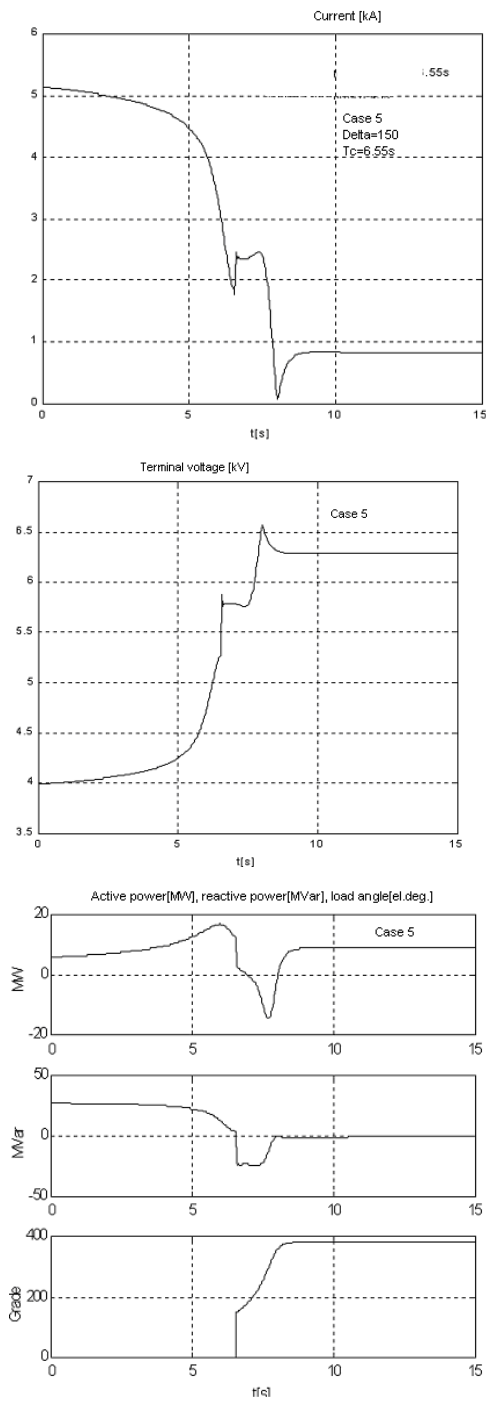 Current [kA]
6
5
4
3
2
1
0
.55s
Case 5
Delta=150
Tc=6.55s
0 5 10 15
t[s]
Terminal voltage [kV]
7
6.5
6
5.5
5
4.5
4
3.5
Case 5
0 5 10 15
t[s]
Active power[MW], reactive power[MVar], load angle[el.deg.]
20
0
-20
MW
Case 5
0 5 10 15
50
0
-50
MVar
0 5 10 15
400
200
0
Grade
0 5 10 15
t[s]